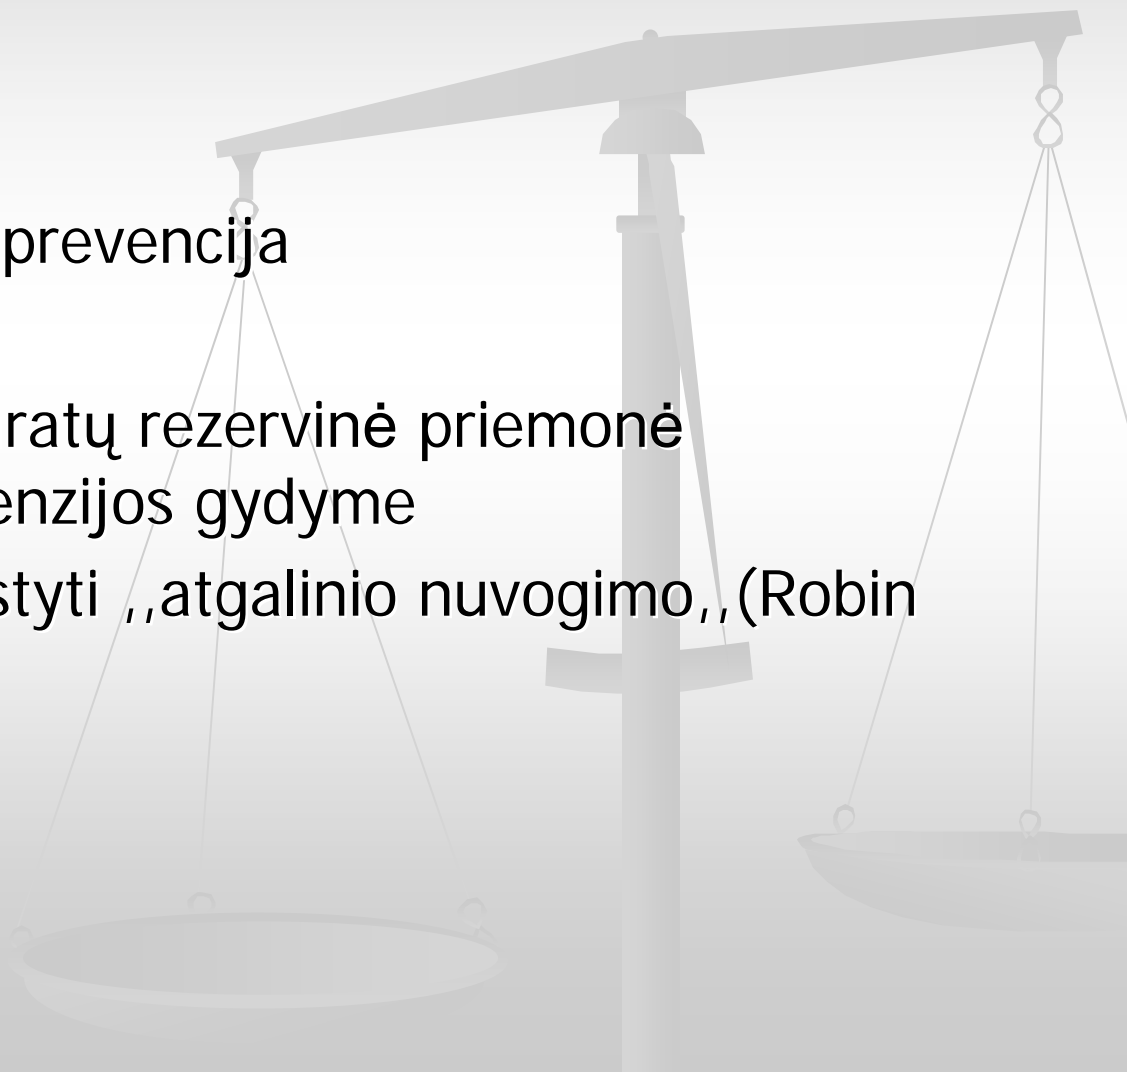 prevencija
ratų rezervinė priemonė
enzijos gydyme
styti ,,atgalinio nuvogimo,,(Robin